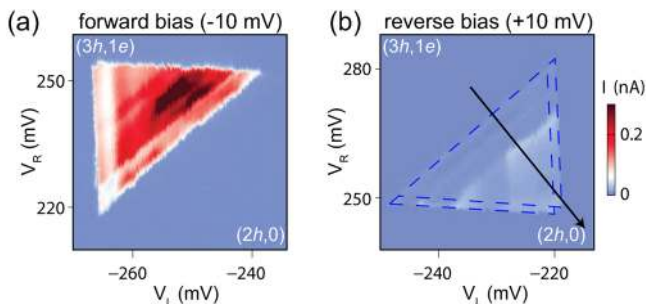 (a) forward bias (-10 mV)
(3h,1e)
250
220
V_R (mV)
(2h,0)
−260
−240
V_L (mV)
(b) reverse bias (+10 mV)
(3h,1e)
280
250
V_R (mV)
(2h,0)
−240
−220
V_L (mV)
I (nA)
0.2
0